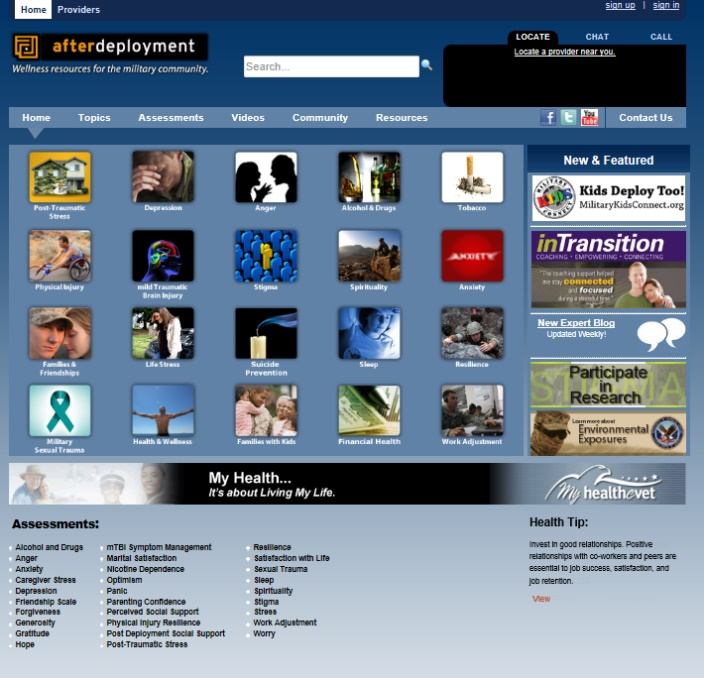 Home Providers
sign up | sign in
afterdeployment
Wellness resources for the military community.
Search...
LOCATE CHAT CALL
Locate a provider near you.
Home Topics Assessments Videos Community Resources
f t You Tube
Contact Us
Post-Traumatic
Stress
Depression
Anger
Alcohol & Drugs
Tobacco
Physical Injury
mild Traumatic
Brain Injury
Stigma
Spirituality
ANXIETY
Anxiety
Families &
Friendships
Life Stress
Suicide
Prevention
Sleep
Resilience
Military
Sexual Trauma
Health & Wellness
Families with Kids
Financial Health
Work Adjustment
New & Featured
MILITARY
KIDS
CONNECT
Kids Deploy Too!
MilitaryKidsConnect.org
inTransition
COACHING • EMPOWERING • CONNECTING
"The coaching support helped
me stay connected
and focused
during a stressful time."
New Expert Blog
Updated Weekly!
STIGMA
Participate
in
Research
Learn more about
Environmental
Exposures
My Health...
It's about Living My Life.
My healthevet
Assessments:
Alcohol and Drugs
Anger
Anxiety
Caregiver Stress
Depression
Friendship Scale
Forgiveness
Generosity
Gratitude
Hope
mTBI Symptom Management
Marital Satisfaction
Nicotine Dependence
Optimism
Panic
Parenting Confidence
Perceived Social Support
Physical Injury Resilience
Post Deployment Social Support
Post-Traumatic Stress
Resilience
Satisfaction with Life
Sexual Trauma
Sleep
Spirituality
Stigma
Stress
Work Adjustment
Worry
Health Tip:
Invest in good relationships. Positive
relationships with co-workers and peers are
essential to job success, satisfaction, and
job retention.
View